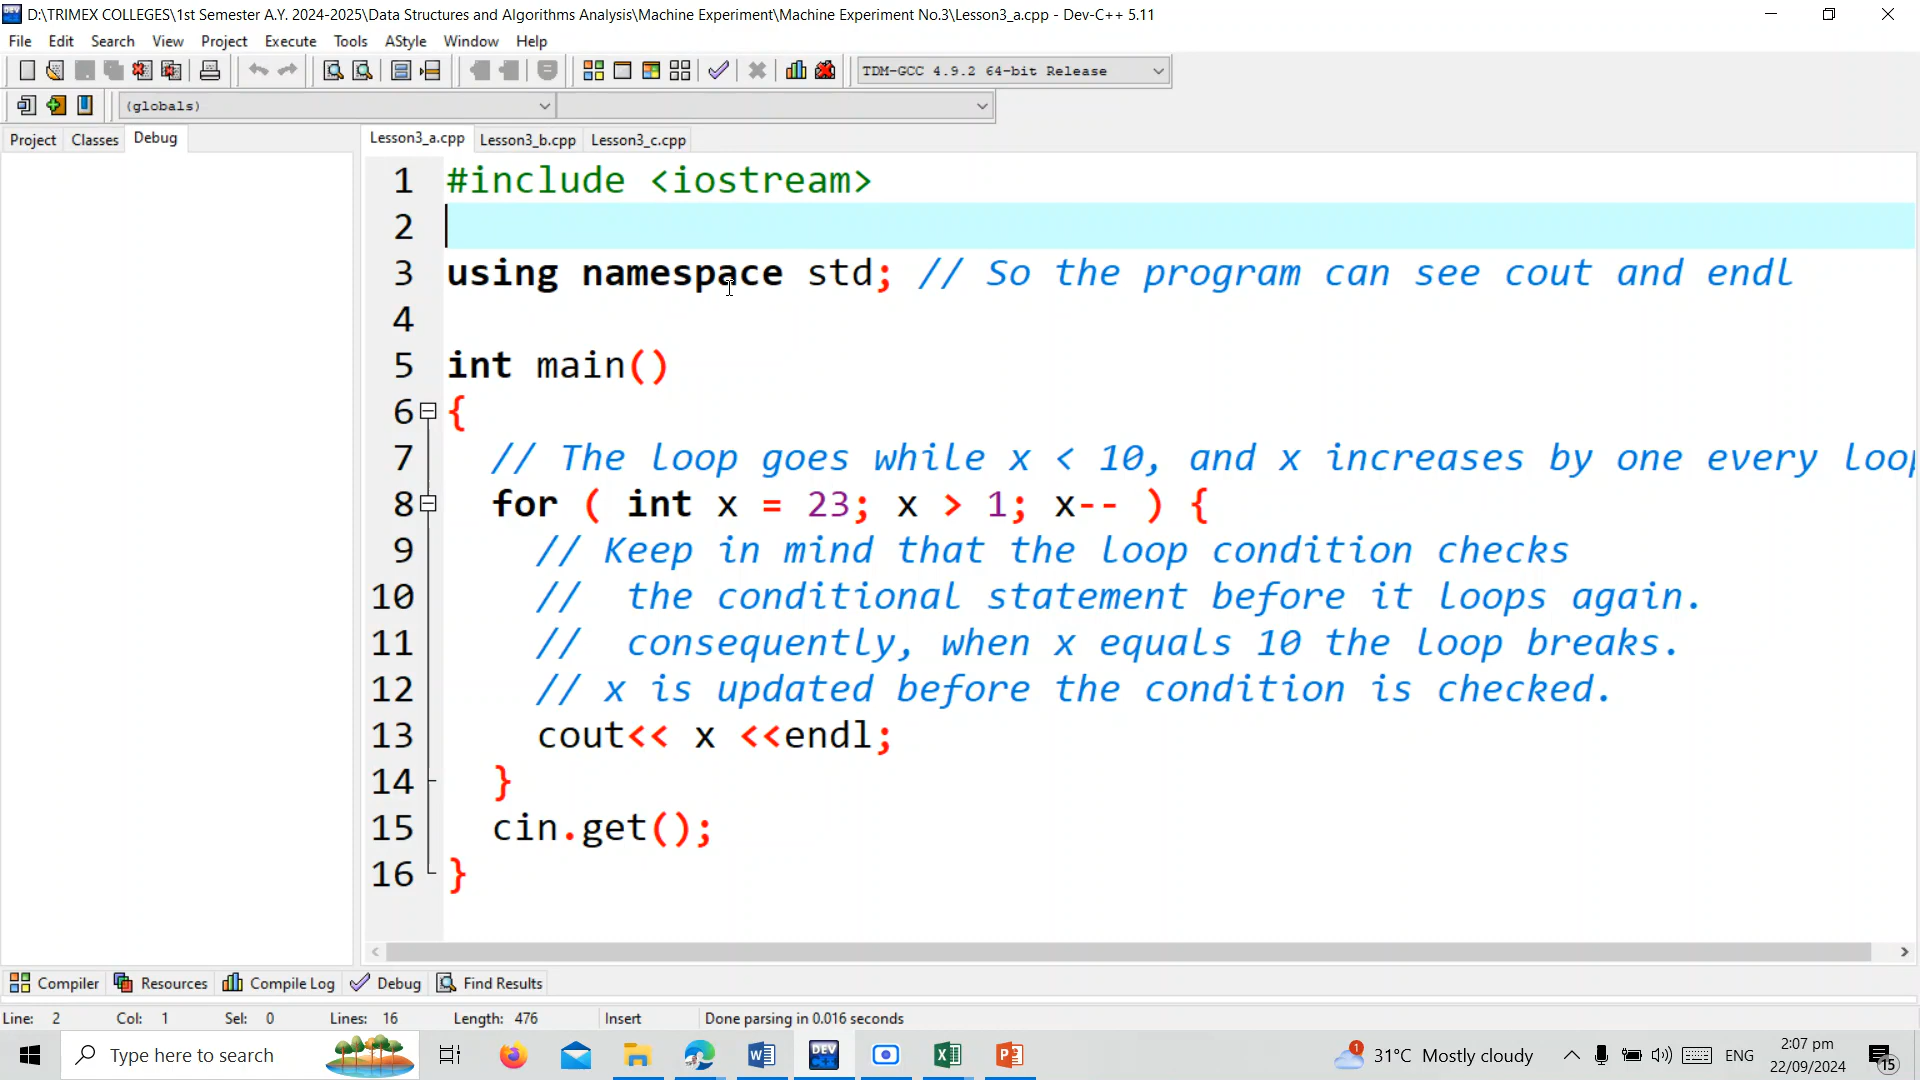 D:\TRIMEX COLLEGES\1st Semester A.Y. 2024-2025\Data Structures and Algorithms Analysis\Machine Experiment\Machine Experiment No.3\Lesson3_a.cpp - Dev-C++ 5.11
File Edit Search View Project Execute Tools AStyle Window Help
TDM-GCC 4.9.2 64-bit Release
(globals)
Project Classes Debug
Lesson3_a.cpp Lesson3_b.cpp Lesson3_c.cpp
1 #include <iostream>
2
3 using namespace std; // So the program can see cout and endl
4
5 int main()
6 {
7 // The loop goes while x < 10, and x increases by one every loop
8 for ( int x = 23; x > 1; x-- ) {
9 // Keep in mind that the loop condition checks
10 // the conditional statement before it loops again.
11 // consequently, when x equals 10 the loop breaks.
12 // x is updated before the condition is checked.
13 cout<< x <<endl;
14 }
15 cin.get();
16 }
Compiler Resources Compile Log Debug Find Results
Line: 2 Col: 1 Sel: 0 Lines: 16 Length: 476 Insert Done parsing in 0.016 seconds
Type here to search
DEV
1
31°C Mostly cloudy
ENG
2:07 pm
22/09/2024
15